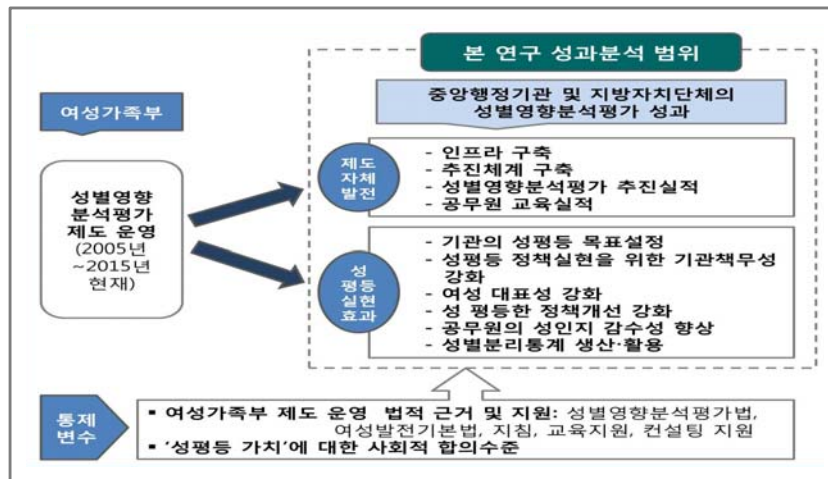 본 연구 성과분석 범위
여성가족부
중앙행정기관 및 지방자치단체의
성별영향분석평가 성과
성별영향
분석평가
제도 운영
(2005년
~2015년
현재)
제도
자체
발전
- 인프라 구축
- 추진체계 구축
- 성별영향분석평가 추진실적
- 공무원 교육실적
성
평등
실현
효과
- 기관의 성평등 목표설정
- 성평등 정책실현을 위한 기관책무성
강화
- 여성 대표성 강화
- 성 평등한 정책개선 강화
- 공무원의 성인지 감수성 향상
- 성별분리통계 생산·활용
통제
변수
▪ 여성가족부 제도 운영 법적 근거 및 지원: 성별영향분석평가법,
여성발전기본법, 지침, 교육지원, 컨설팅 지원
▪ '성평등 가치'에 대한 사회적 합의수준